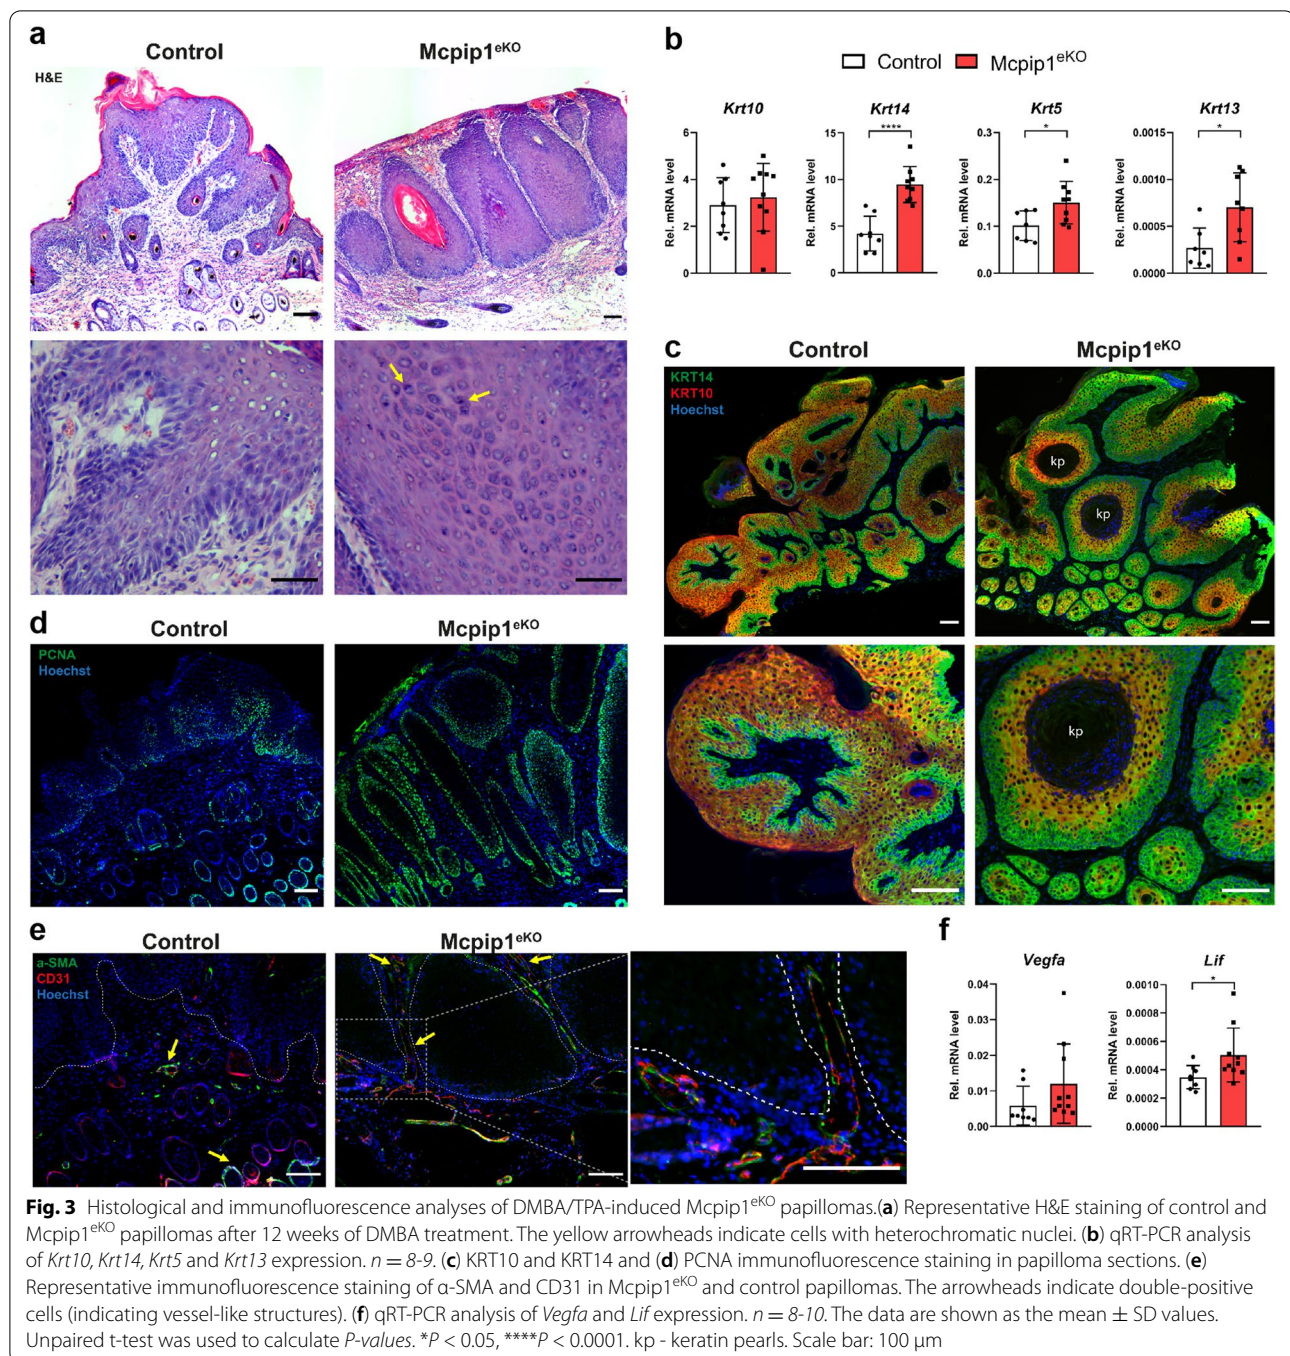 a
Control
Mcpip1eKO
H&E
b
Control
Mcpip1eKO
Krt10
Krt14
Krt5
Krt13
****
*
*
Rel. mRNA level
6
4
2
0
Rel. mRNA level
15
10
5
0
Rel. mRNA level
0.3
0.2
0.1
0.0
Rel. mRNA level
0.0015
0.0010
0.0005
0.0000
c
Control
Mcpip1eKO
KRT14
KRT10
Hoechst
kp
kp
kp
d
Control
Mcpip1eKO
PCNA
Hoechst
e
Control
Mcpip1eKO
a-SMA
CD31
Hoechst
f
Vegfa
Lif
*
Rel. mRNA level
0.04
0.03
0.02
0.01
0.00
Rel. mRNA level
0.0010
0.0008
0.0006
0.0004
0.0002
0.0000
Fig. 3 Histological and immunofluorescence analyses of DMBA/TPA-induced Mcpip1eKO papillomas.(a) Representative H&E staining of control and
Mcpip1eKO papillomas after 12 weeks of DMBA treatment. The yellow arrowheads indicate cells with heterochromatic nuclei. (b) qRT-PCR analysis
of Krt10, Krt14, Krt5 and Krt13 expression. n = 8-9. (c) KRT10 and KRT14 and (d) PCNA immunofluorescence staining in papilloma sections. (e)
Representative immunofluorescence staining of α-SMA and CD31 in Mcpip1eKO and control papillomas. The arrowheads indicate double-positive
cells (indicating vessel-like structures). (f) qRT-PCR analysis of Vegfa and Lif expression. n = 8-10. The data are shown as the mean ± SD values.
Unpaired t-test was used to calculate P-values. *P < 0.05, ****P < 0.0001. kp - keratin pearls. Scale bar: 100 μm